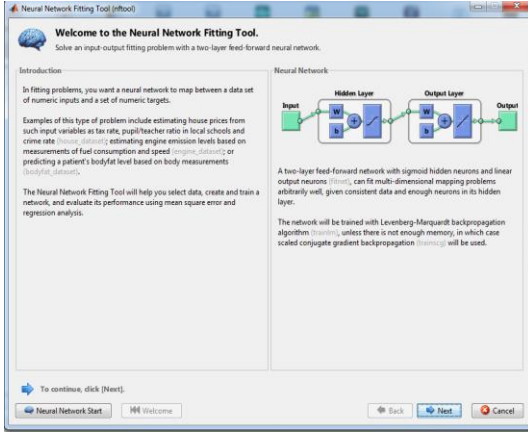 Neural Network Fitting Tool (nftool)
Welcome to the Neural Network Fitting Tool.
Solve an input-output fitting problem with a two-layer feed-forward neural network.
Introduction
In fitting problems, you want a neural network to map between a data set
of numeric inputs and a set of numeric targets.
Examples of this type of problem include estimating house prices from
such input variables as tax rate, pupil/teacher ratio in local schools and
crime rate (house_dataset); estimating engine emission levels based on
measurements of fuel consumption and speed (engine_dataset); or
predicting a patient's bodyfat level based on body measurements
(bodyfat_dataset).
The Neural Network Fitting Tool will help you select data, create and train a
network, and evaluate its performance using mean square error and
regression analysis.
Neural Network
Hidden Layer
Output Layer
Input
Output
W
b
W
b
A two-layer feed-forward network with sigmoid hidden neurons and linear
output neurons (fitnet), can fit multi-dimensional mapping problems
arbitrarily well, given consistent data and enough neurons in its hidden
layer.
The network will be trained with Levenberg-Marquardt backpropagation
algorithm (trainlm), unless there is not enough memory, in which case
scaled conjugate gradient backpropagation (trainscg) will be used.
To continue, click [Next].
Neural Network Start
Welcome
Back
Next
Cancel